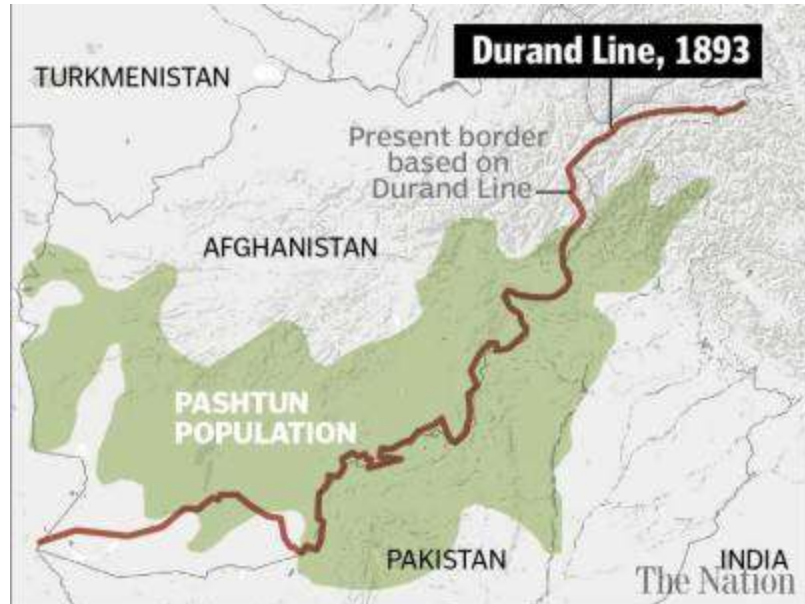 Durand Line, 1893
TURKMENISTAN
Present border
based on
Durand Line
AFGHANISTAN
PASHTUN
POPULATION
PAKISTAN
INDIA
The Nation